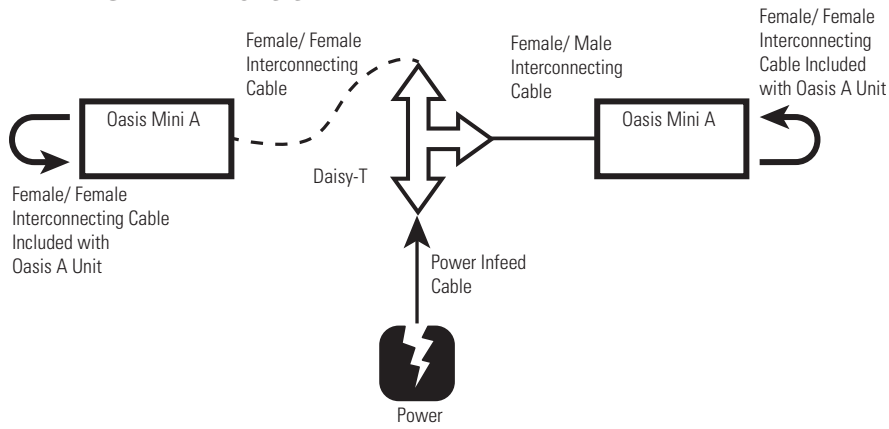 Female/ Female
Interconnecting
Cable
Female/ Male
Interconnecting
Cable
Female/ Female
Interconnecting
Cable Included
with Oasis A Unit
Oasis Mini A
Oasis Mini A
Daisy-T
Female/ Female
Interconnecting Cable
Included with
Oasis A Unit
Power Infeed
Cable
Power